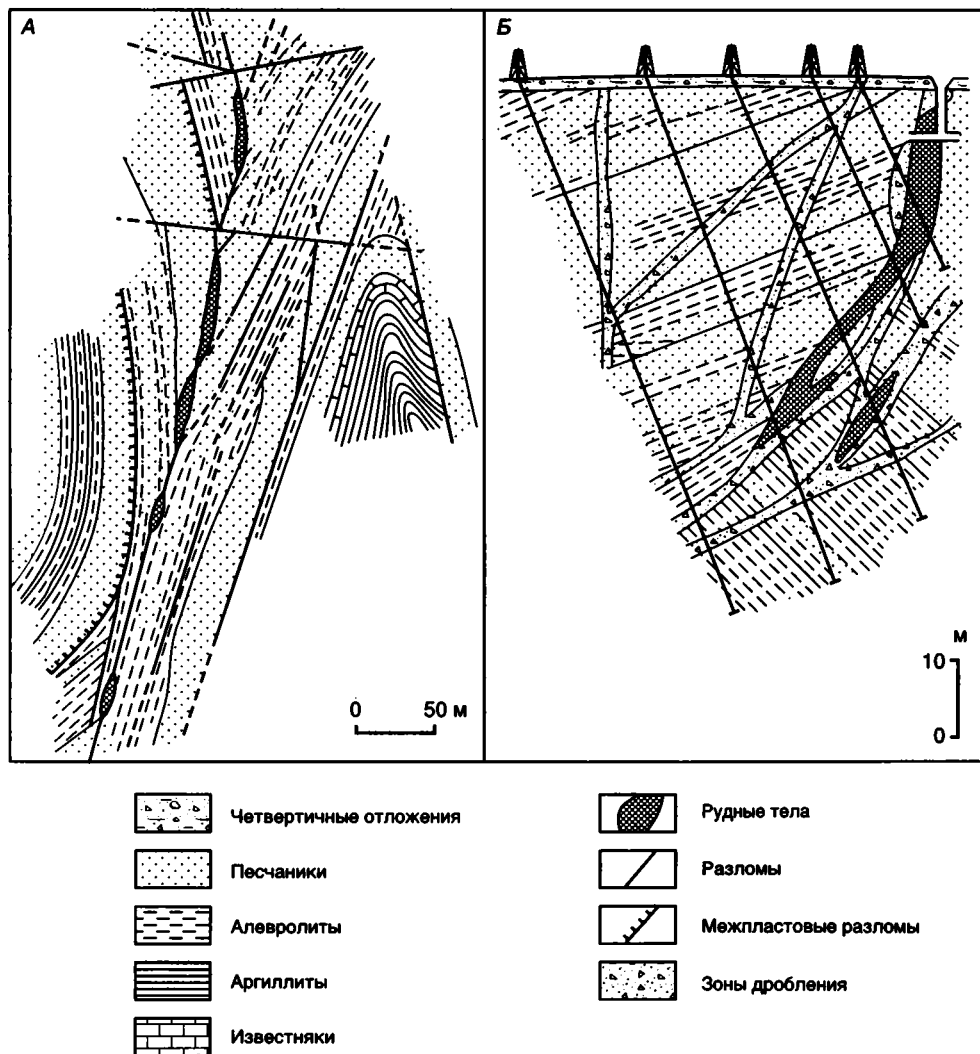 А
Б
0 50 м
м
10
0
Четвертичные отложения
Песчаники
Алевролиты
Аргиллиты
Известняки
Рудные тела
Разломы
Межпластовые разломы
Зоны дробления